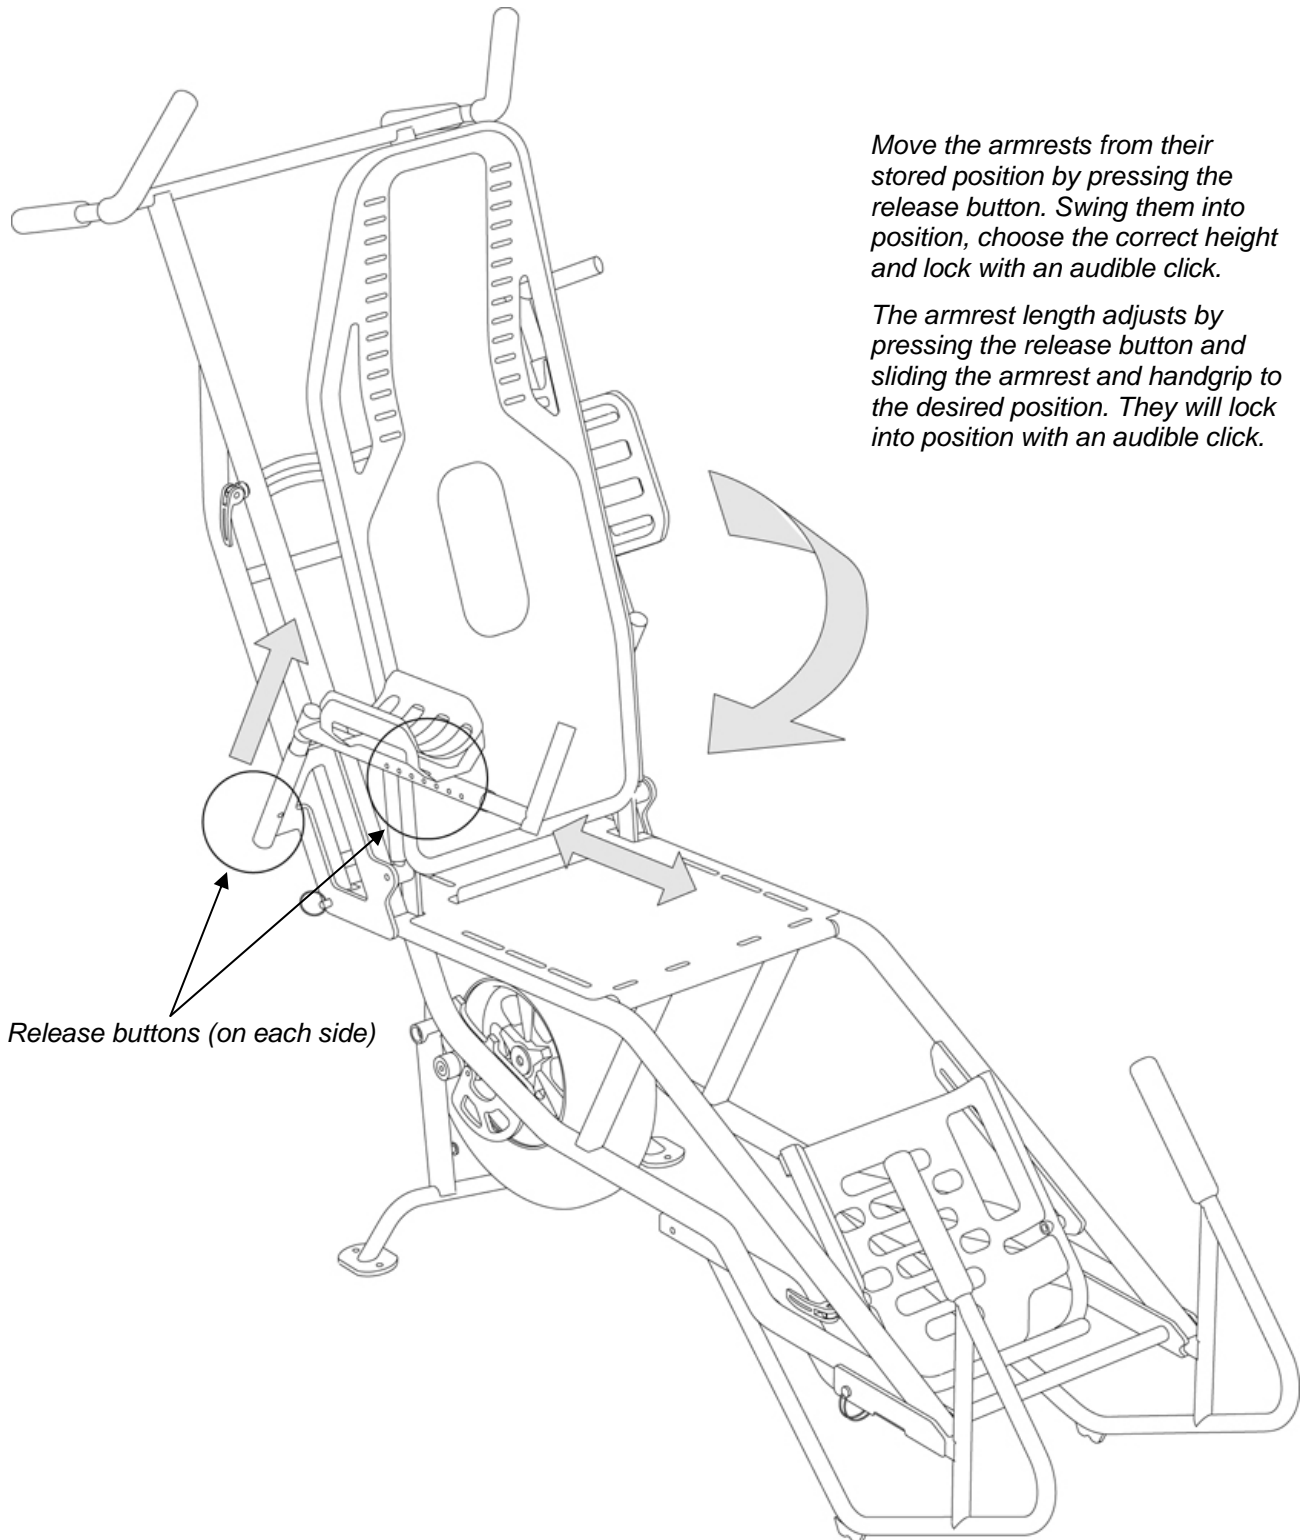 Move the armrests from their
stored position by pressing the
release button. Swing them into
position, choose the correct height
and lock with an audible click.
The armrest length adjusts by
pressing the release button and
sliding the armrest and handgrip to
the desired position. They will lock
into position with an audible click.
Release buttons (on each side)